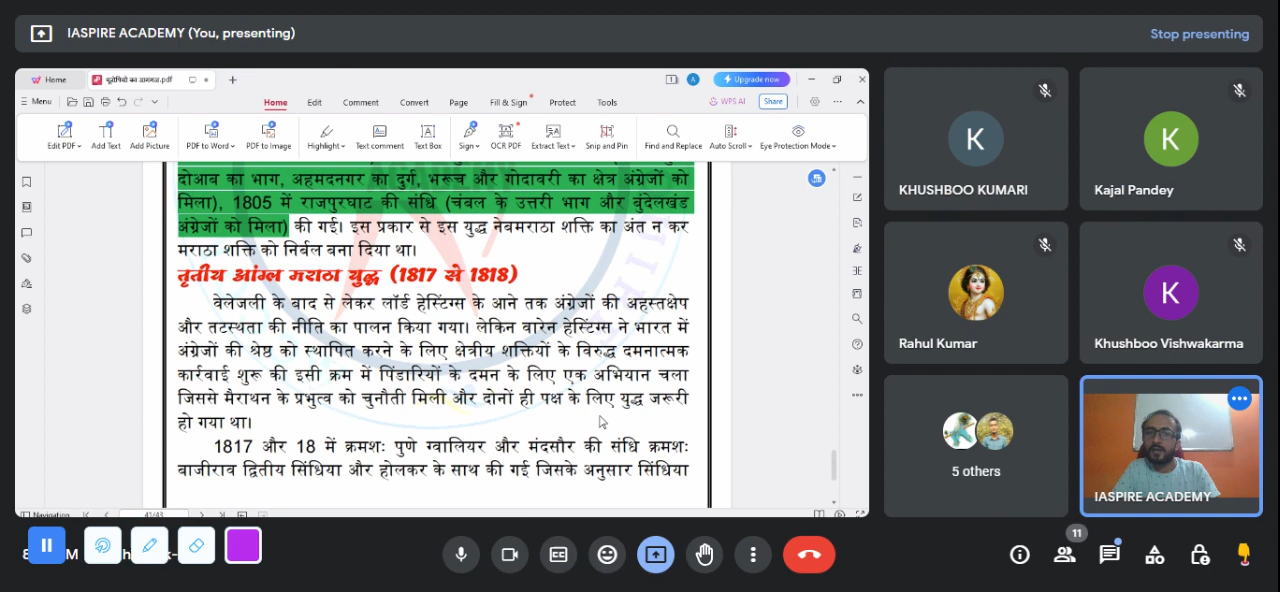 IASPIRE ACADEMY (You, presenting)
Stop presenting
Home
यूरोपियो का आगमन.pdf
Upgrade now
Menu
Home Edit Comment Convert Page Fill & Sign Protect Tools
WPS AI
Share
Edit PDF Add Text Add Picture PDF to Word PDF to Image Highlight Text comment Text Box Sign OCR PDF Extract Text Snip and Pin Find and Replace Auto Scroll Eye Protection Mode
दोआब का भाग, अहमदनगर का दुर्ग, भरूच और गोदावरी का क्षेत्र अंग्रेजों को
मिला), 1805 में राजपुरघाट की संधि (चंबल के उत्तरी भाग और बुंदेलखंड
अंग्रेजों को मिला) की गई। इस प्रकार से इस युद्ध नेबमराठा शक्ति का अंत न कर
मराठा शक्ति को निर्बल बना दिया था।
तृतीय आंग्ल मराठा युद्ध (1817 से 1818)
वेलेजली के बाद से लेकर लॉर्ड हेस्टिंग्स के आने तक अंग्रेजों की अहस्तक्षेप
और तटस्थता की नीति का पालन किया गया। लेकिन वारेन हेस्टिंग्स ने भारत में
अंग्रेजों की श्रेष्ठ को स्थापित करने के लिए क्षेत्रीय शक्तियों के विरुद्ध दमनात्मक
कार्रवाई शुरू की इसी क्रम में पिंडारियों के दमन के लिए एक अभियान चला
जिससे मैराथन के प्रभुत्व को चुनौती मिली और दोनों ही पक्ष के लिए युद्ध जरूरी
हो गया था।
1817 और 18 में क्रमशः पुणे ग्वालियर और मंदसौर की संधि क्रमशः
बाजीराव द्वितीय सिंधिया और होलकर के साथ की गई जिसके अनुसार सिंधिया
Navigation
41/43
K
KHUSHBOO KUMARI
K
Kajal Pandey
Rahul Kumar
K
Khushboo Vishwakarma
5 others
IASPIRE ACADEMY
11